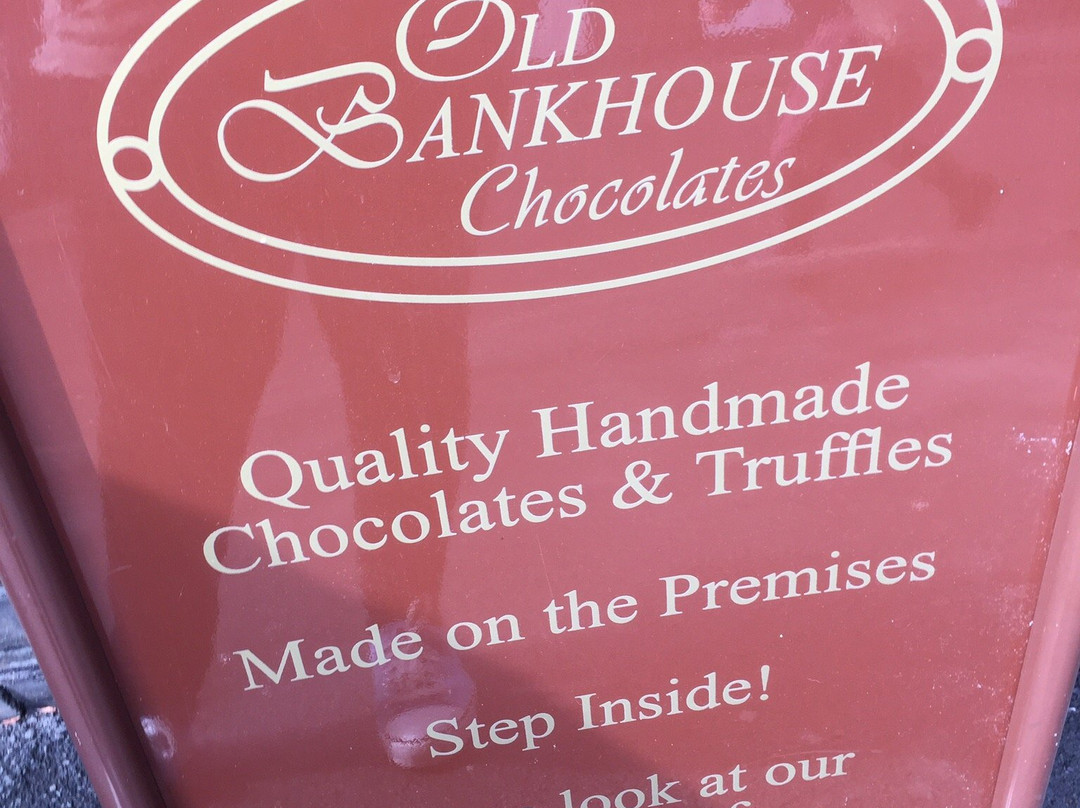 OLD
BANKHOUSE
Chocolates
Quality Handmade
Chocolates & Truffles
Made on the Premises
Step Inside!
look at our